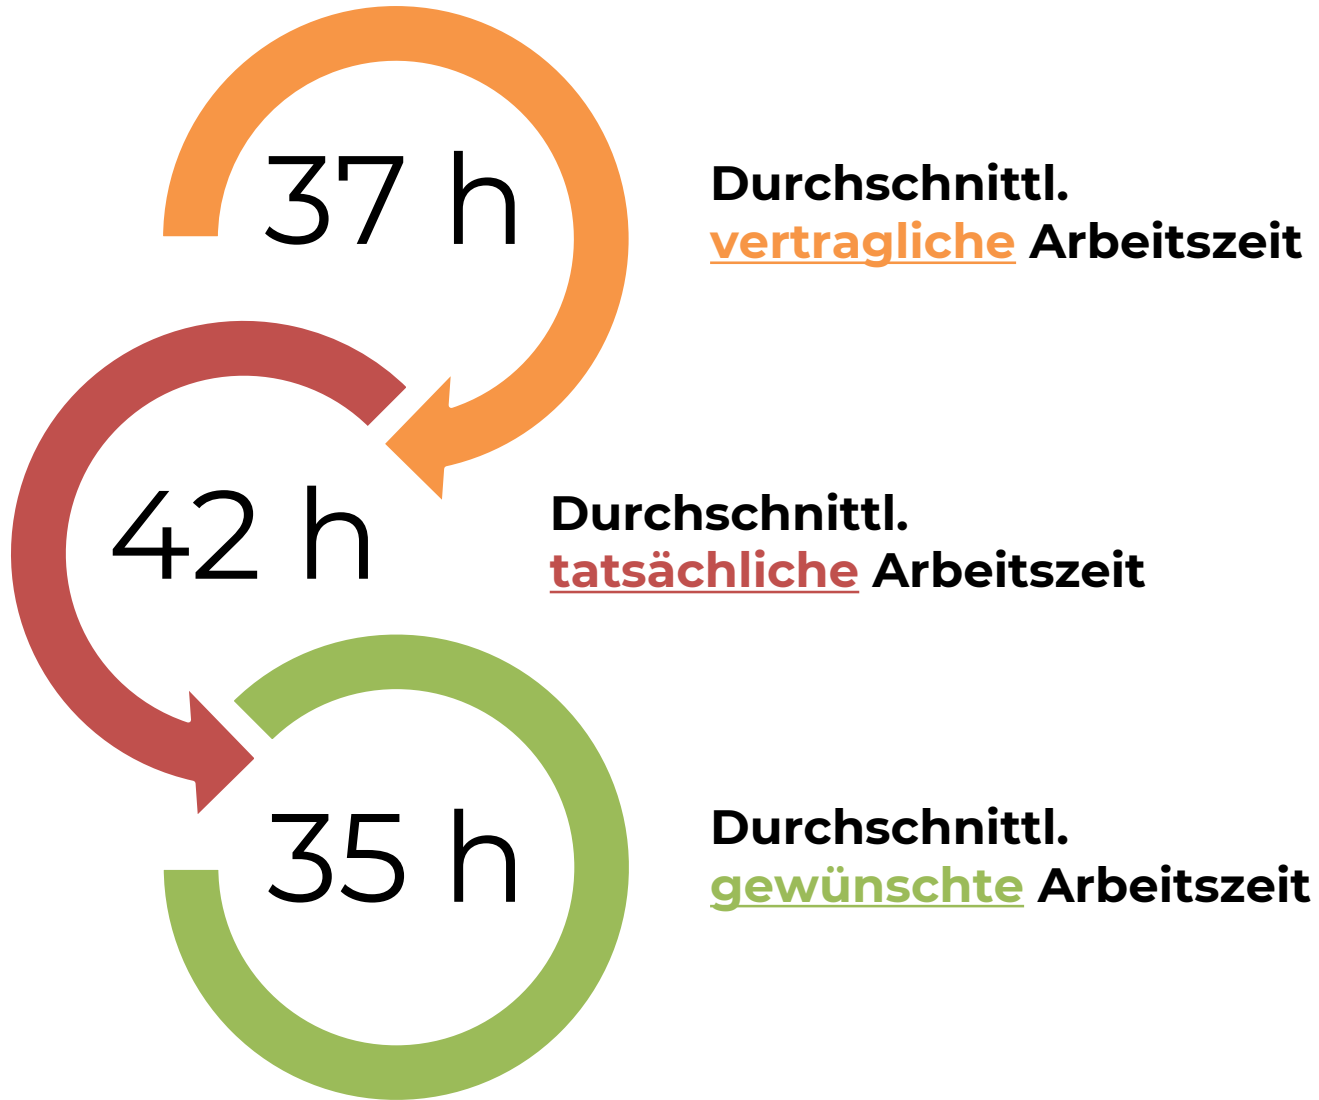 37 h
Durchschnittl.
vertragliche Arbeitszeit
42 h
Durchschnittl.
tatsächliche Arbeitszeit
35 h
Durchschnittl.
gewünschte Arbeitszeit